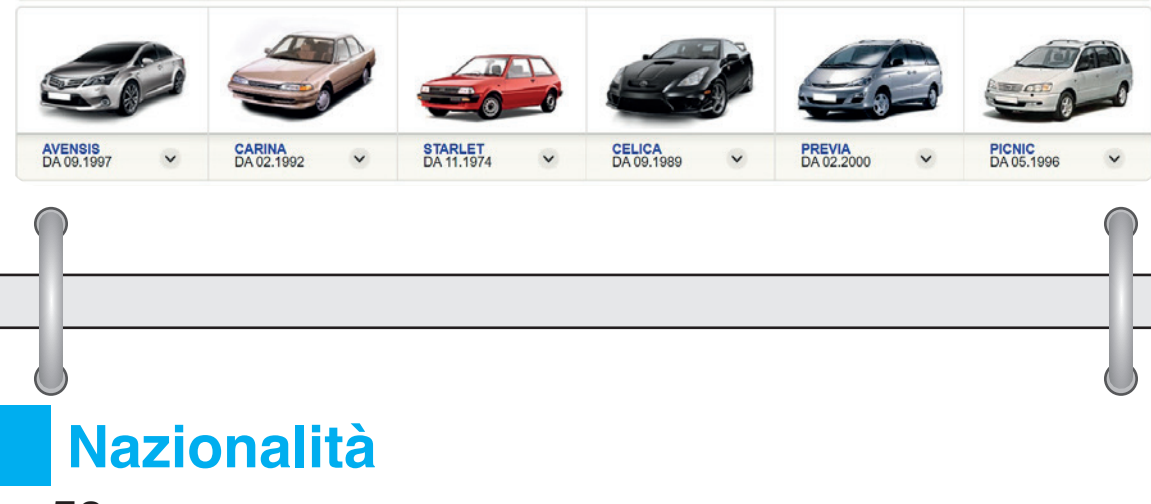 AVENSIS
DA 09.1997
CARINA
DA 02.1992
STARLET
DA 11.1974
CELICA
DA 09.1989
PREVIA
DA 02.2000
PICNIC
DA 05.1996
Nazionalità